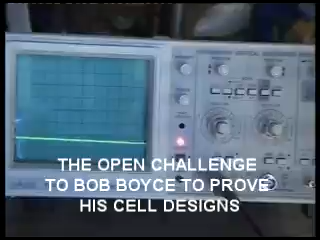 THE OPEN CHALLENGE
TO BOB BOYCE TO PROVE
HIS CELL DESIGNS